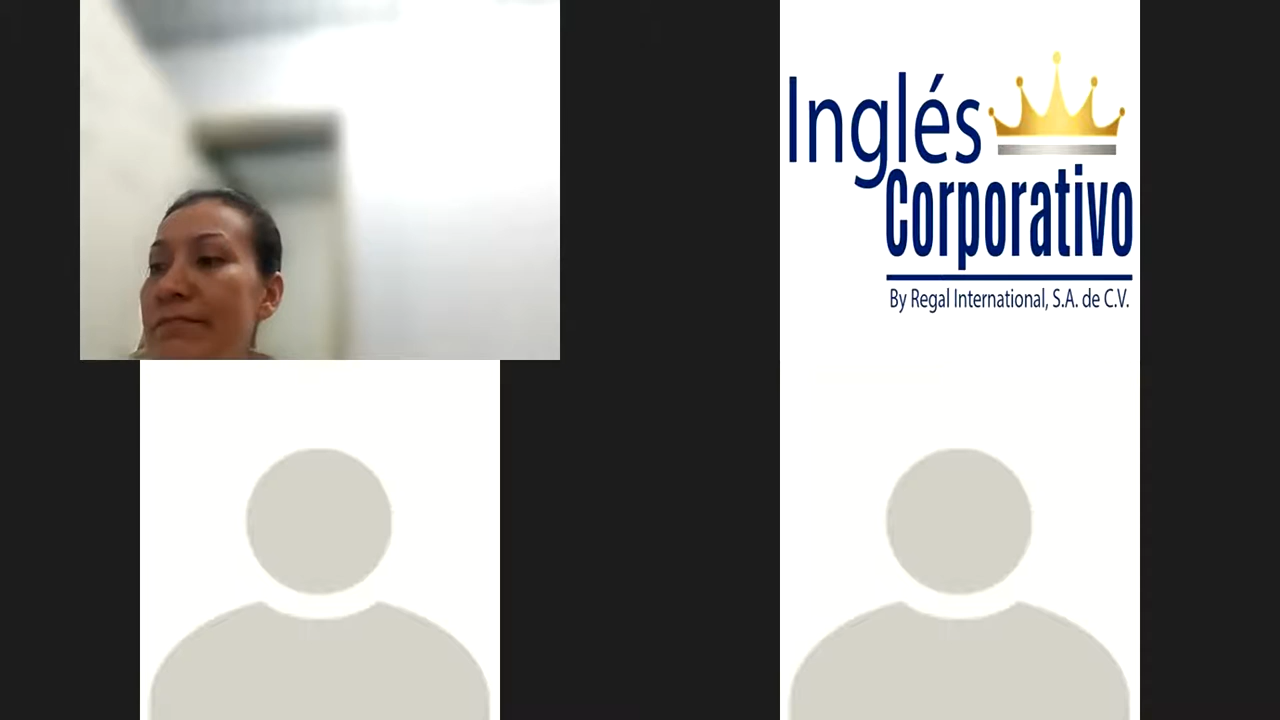 Inglés
Corporativo
By Regal International, S.A. de C.V.